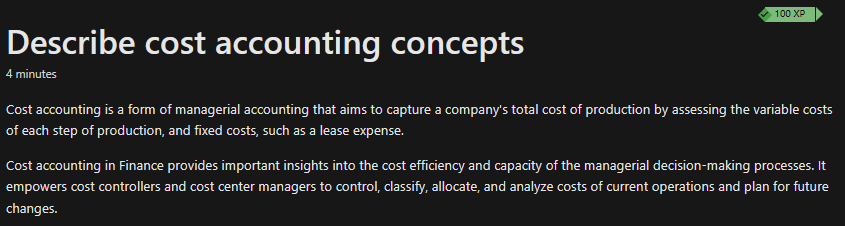 100 XP
Describe cost accounting concepts
4 minutes
Cost accounting is a form of managerial accounting that aims to capture a company's total cost of production by assessing the variable costs
of each step of production, and fixed costs, such as a lease expense.
Cost accounting in Finance provides important insights into the cost efficiency and capacity of the managerial decision-making processes. It
empowers cost controllers and cost center managers to control, classify, allocate, and analyze costs of current operations and plan for future
changes.